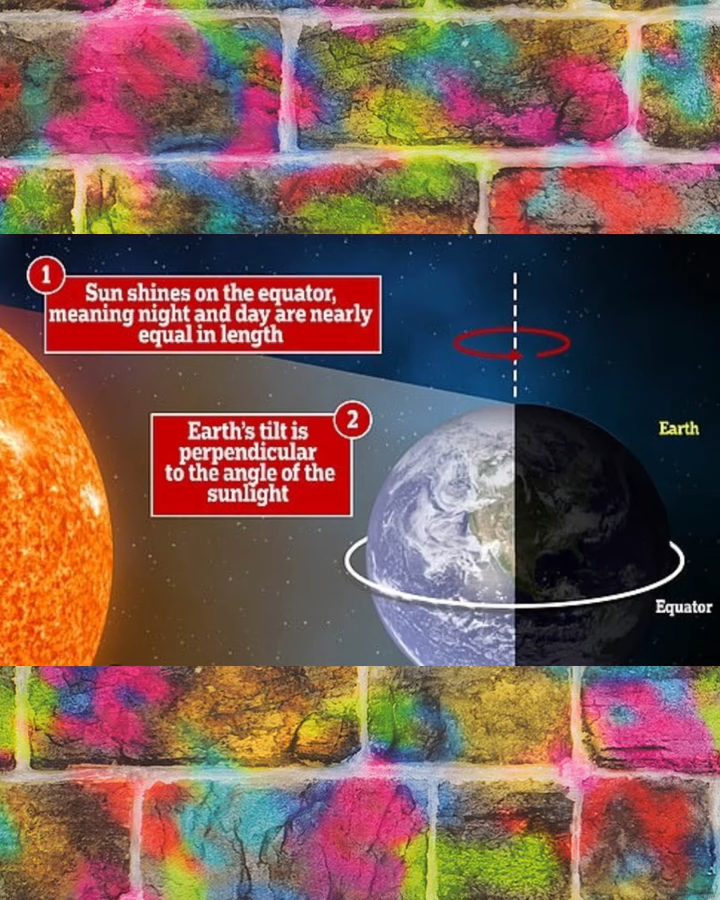 1
Sun shines on the equator,
meaning night and day are nearly
equal in length
2
Earth's tilt is
perpendicular
to the angle of the
sunlight
Earth
Equator